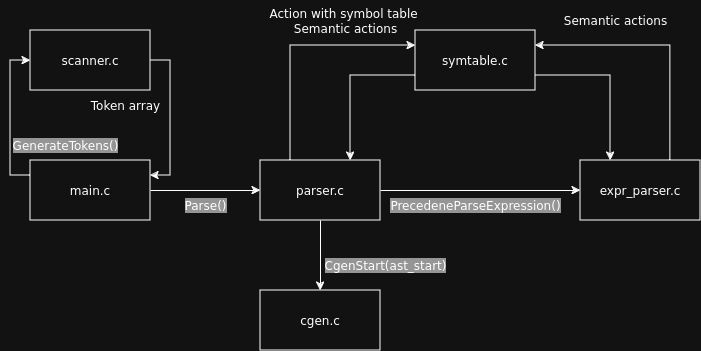 Action with symbol table
Semantic actions
Semantic actions
scanner.c
symtable.c
Token array
GenerateTokens()
main.c
parser.c
expr_parser.c
Parse()
PrecedeneParseExpression()
CgenStart(ast_start)
cgen.c